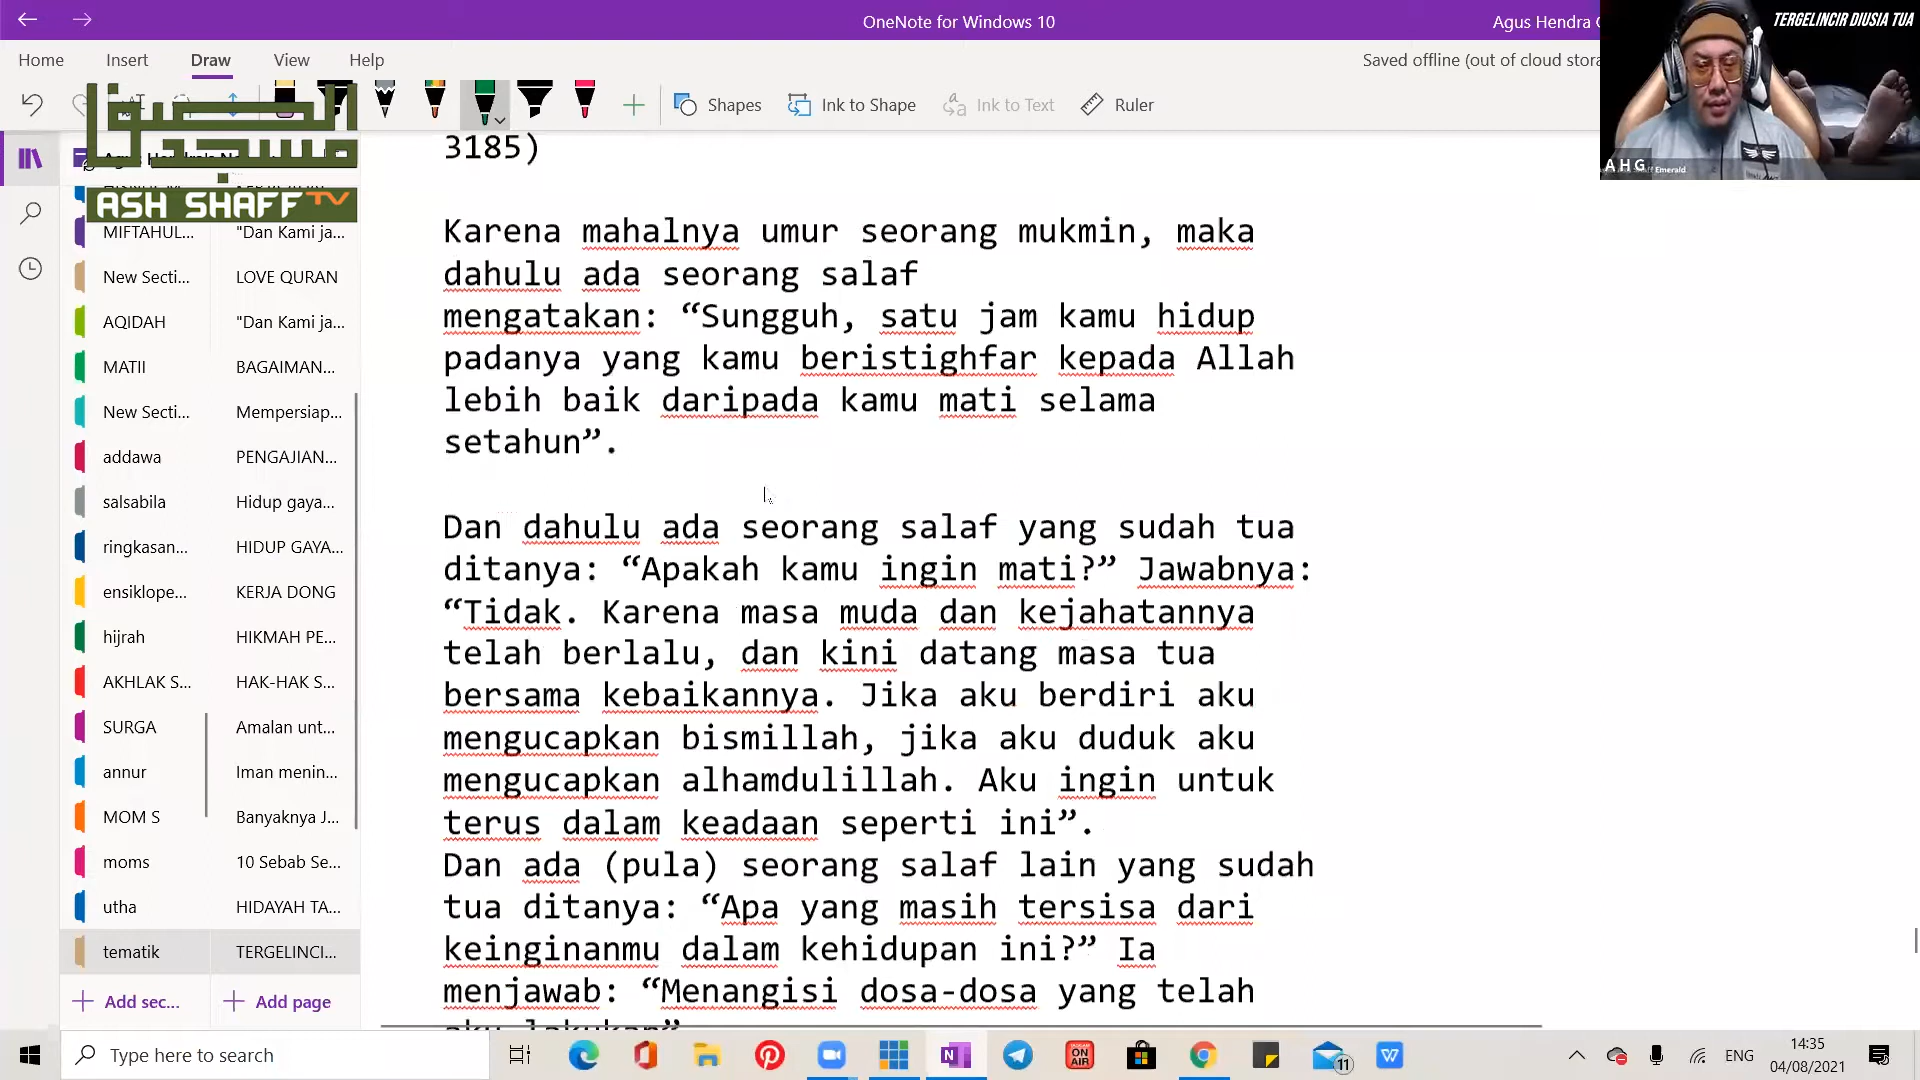 OneNote for Windows 10
Agus Hendra
TERGELINCIR DIUSIA TUA
Home
Insert
Draw
View
Help
Saved offline (out of cloud stora
Shapes
Ink to Shape
Ink to Text
Ruler
A H G
Emerald
ASH SHAFF TV
MIFTAHUL...
New Secti...
AQIDAH
MATII
New Secti...
addawa
salsabila
ringkasan...
ensiklope...
hijrah
AKHLAK S...
SURGA
annur
MOM S
moms
utha
tematik
Add sec...
"Dan Kami ja...
LOVE QURAN
"Dan Kami ja...
BAGAIMAN...
Mempersiap...
PENGAJIAN...
Hidup gaya...
HIDUP GAYA...
KERJA DONG
HIKMAH PE...
HAK-HAK S...
Amalan unt...
Iman menin...
Banyaknya J...
10 Sebab Se...
HIDAYAH TA...
TERGELINCI...
Add page
3185)
Karena mahalnya umur seorang mukmin, maka
dahulu ada seorang salaf
mengatakan: “Sungguh, satu jam kamu hidup
padanya yang kamu beristighfar kepada Allah
lebih baik daripada kamu mati selama
setahun”.
Dan dahulu ada seorang salaf yang sudah tua
ditanya: “Apakah kamu ingin mati?” Jawabnya:
“Tidak. Karena masa muda dan kejahatannya
telah berlalu, dan kini datang masa tua
bersama kebaikannya. Jika aku berdiri aku
mengucapkan bismillah, jika aku duduk aku
mengucapkan alhamdulillah. Aku ingin untuk
terus dalam keadaan seperti ini”.
Dan ada (pula) seorang salaf lain yang sudah
tua ditanya: “Apa yang masih tersisa dari
keinginanmu dalam kehidupan ini?” Ia
menjawab: “Menangisi dosa-dosa yang telah
aku lakukan”
Type here to search
ON AIR
11
ENG
14:35
04/08/2021